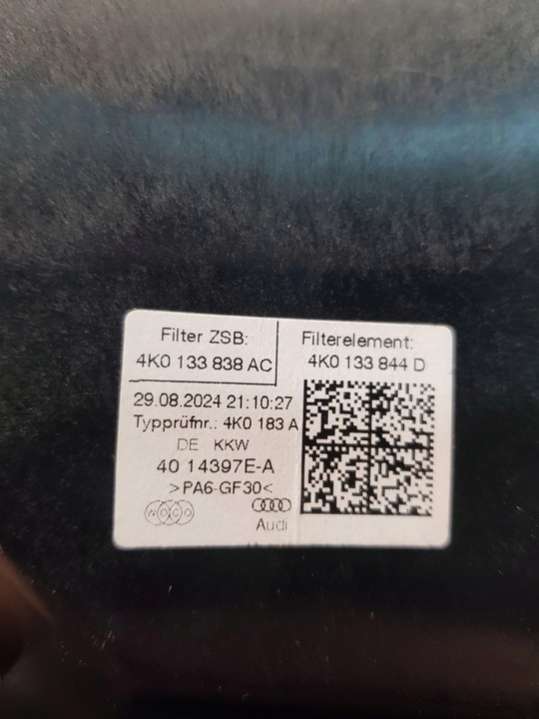 Filter ZSB:
4K0 133 838 AC
Filterelement:
4K0 133 844 D
29.08.2024 21:10:27
Typprüfnr.: 4K0 183 A
DE KKW
40 14397E-A
>PA6-GF30<
NOCO
Audi